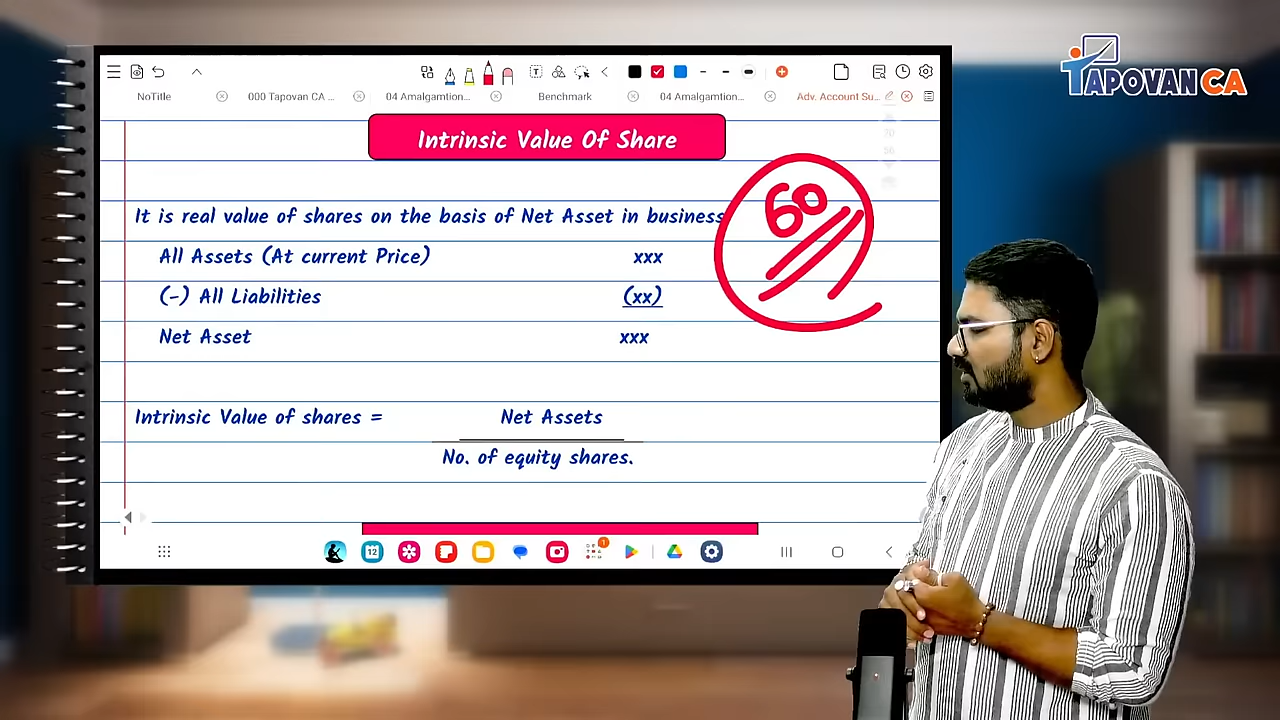 TAPOVAN CA
NoTitle
000 Tapovan CA ...
04 Amalgamtion...
Benchmark
04 Amalgamtion...
Adv. Account Su...
Intrinsic Value Of Share
60
It is real value of shares on the basis of Net Asset in business
All Assets (At current Price) xxx
(-) All Liabilities (xx)
Net Asset xxx
Intrinsic Value of shares = Net Assets
No. of equity shares.
12
1